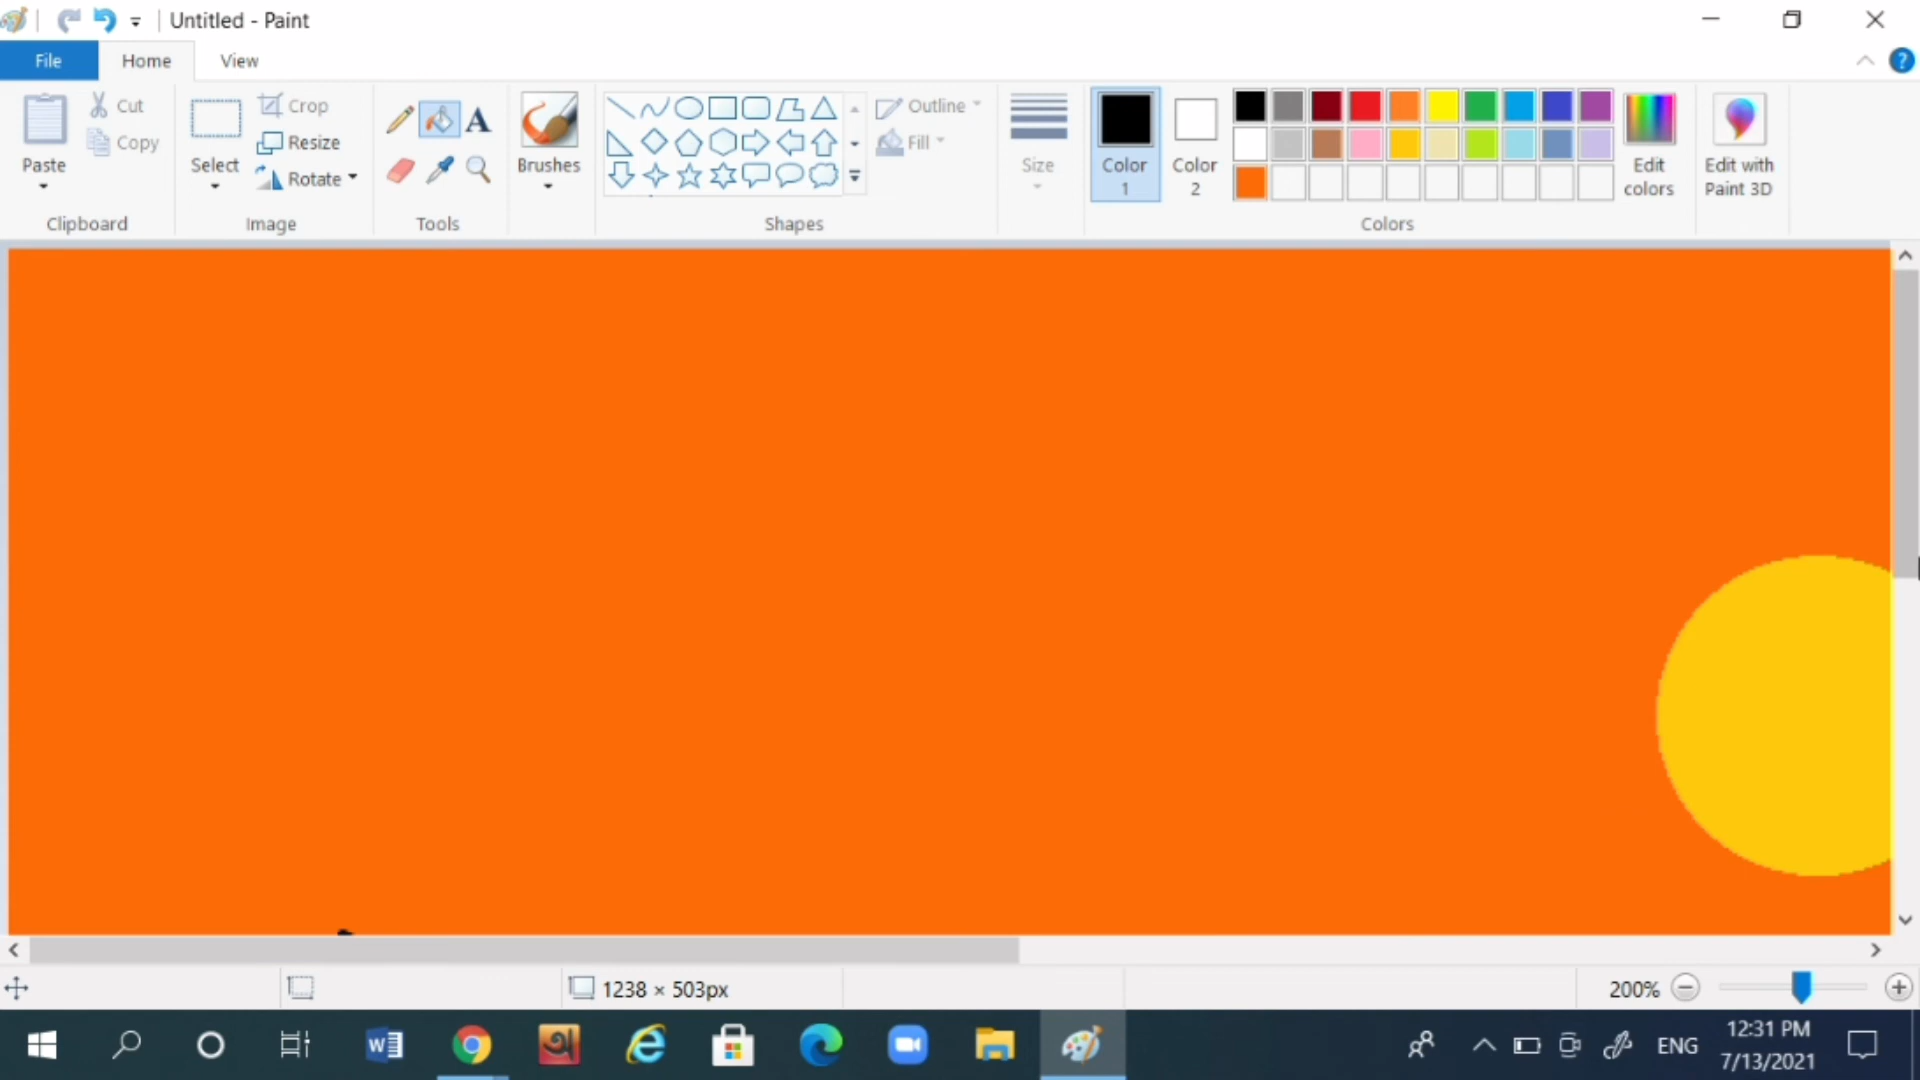 Untitled - Paint
File Home View
Paste Cut Copy Select Crop Resize Rotate A Brushes Outline Fill Size Color 1 Color 2 Edit colors Edit with Paint 3D
Clipboard Image Tools Shapes Colors
1238 × 503px 200%
ENG 12:31 PM
7/13/2021